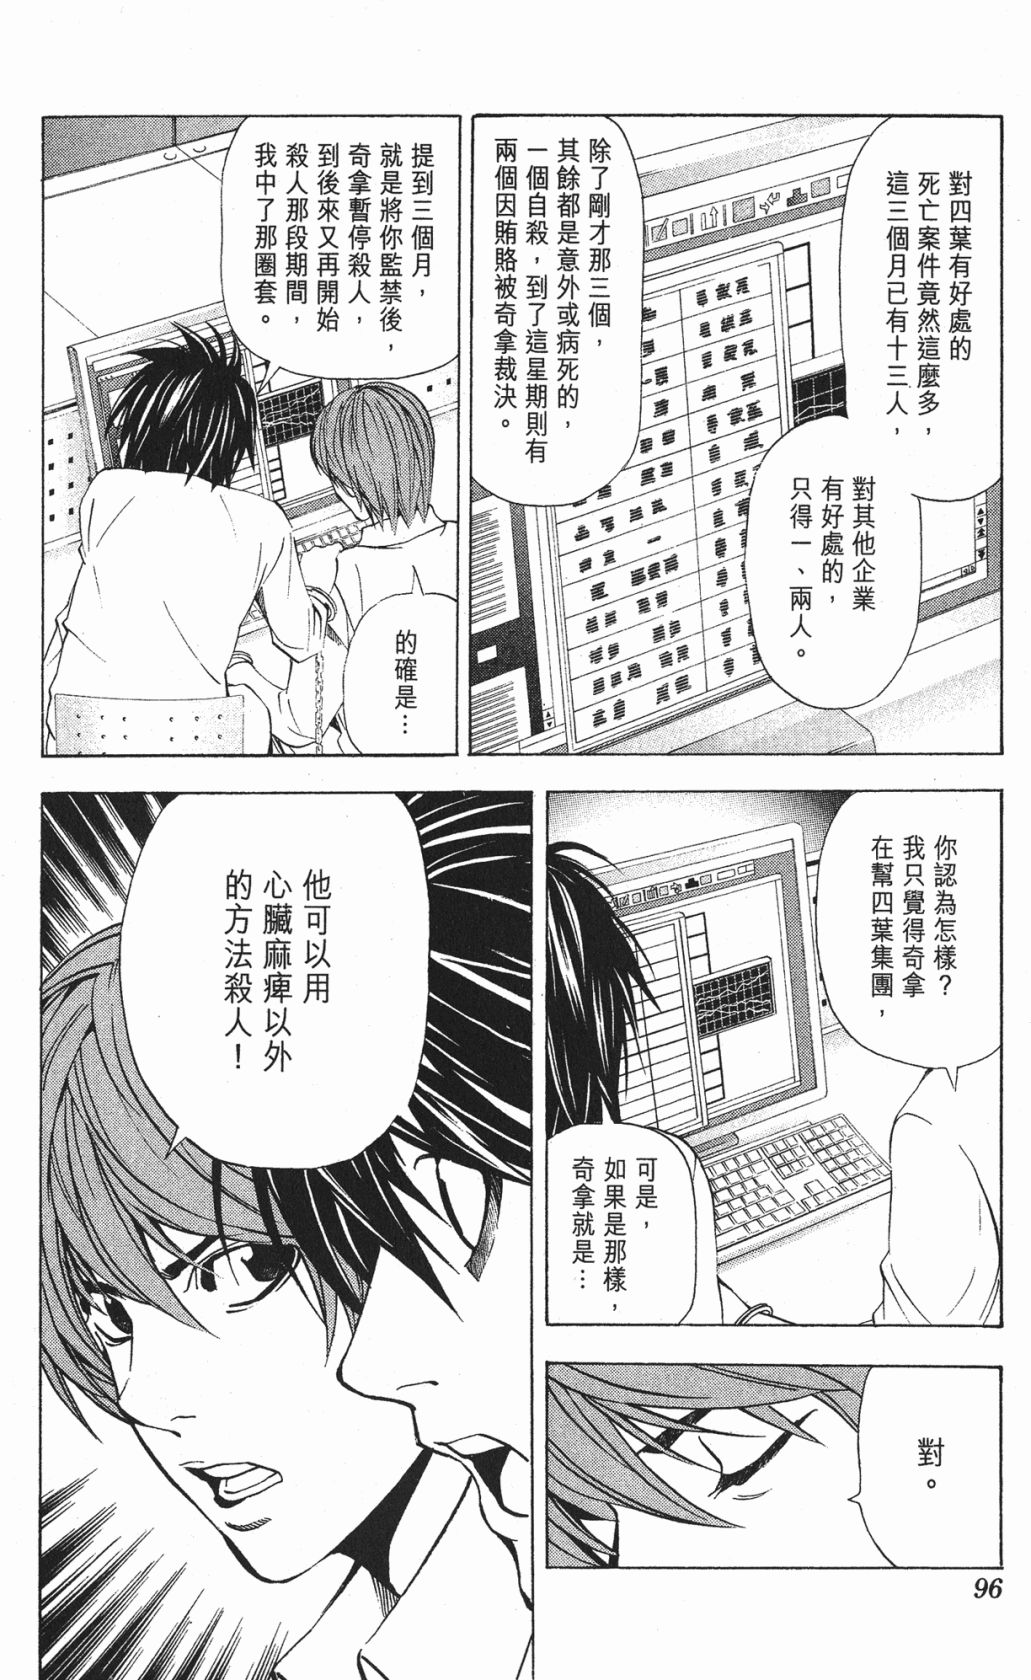 對四葉有好處的
死亡案件竟然這麼多，
這三個月已有十三人，
對其他企業
有好處的，
只得一、兩人。
除了剛才那三個，
其餘都是意外或病死的，
一個自殺，到了這星期則有
兩個因賄賂被奇拿裁決。
提到三個月，
就是將你監禁後，
奇拿暫停殺人，
到後來又再開始
殺人那段期間，
我中了那圈套。
的確是…
你認為怎樣？
我只覺得奇拿
在幫四葉集團，
可是，
如果是那樣，
奇拿就是…
對。
他可以用
心臟麻痺以外
的方法殺人！
96